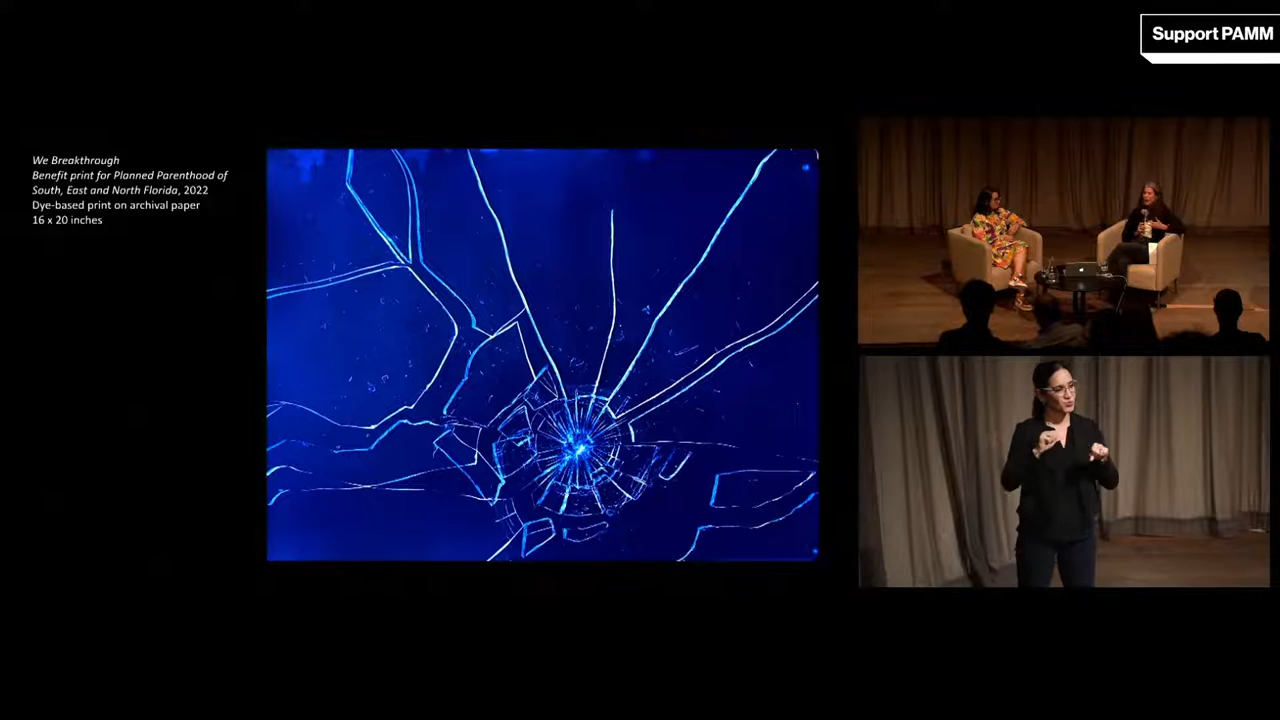 Support PAMM
We Breakthrough
Benefit print for Planned Parenthood of
South, East and North Florida, 2022
Dye-based print on archival paper
16 x 20 inches